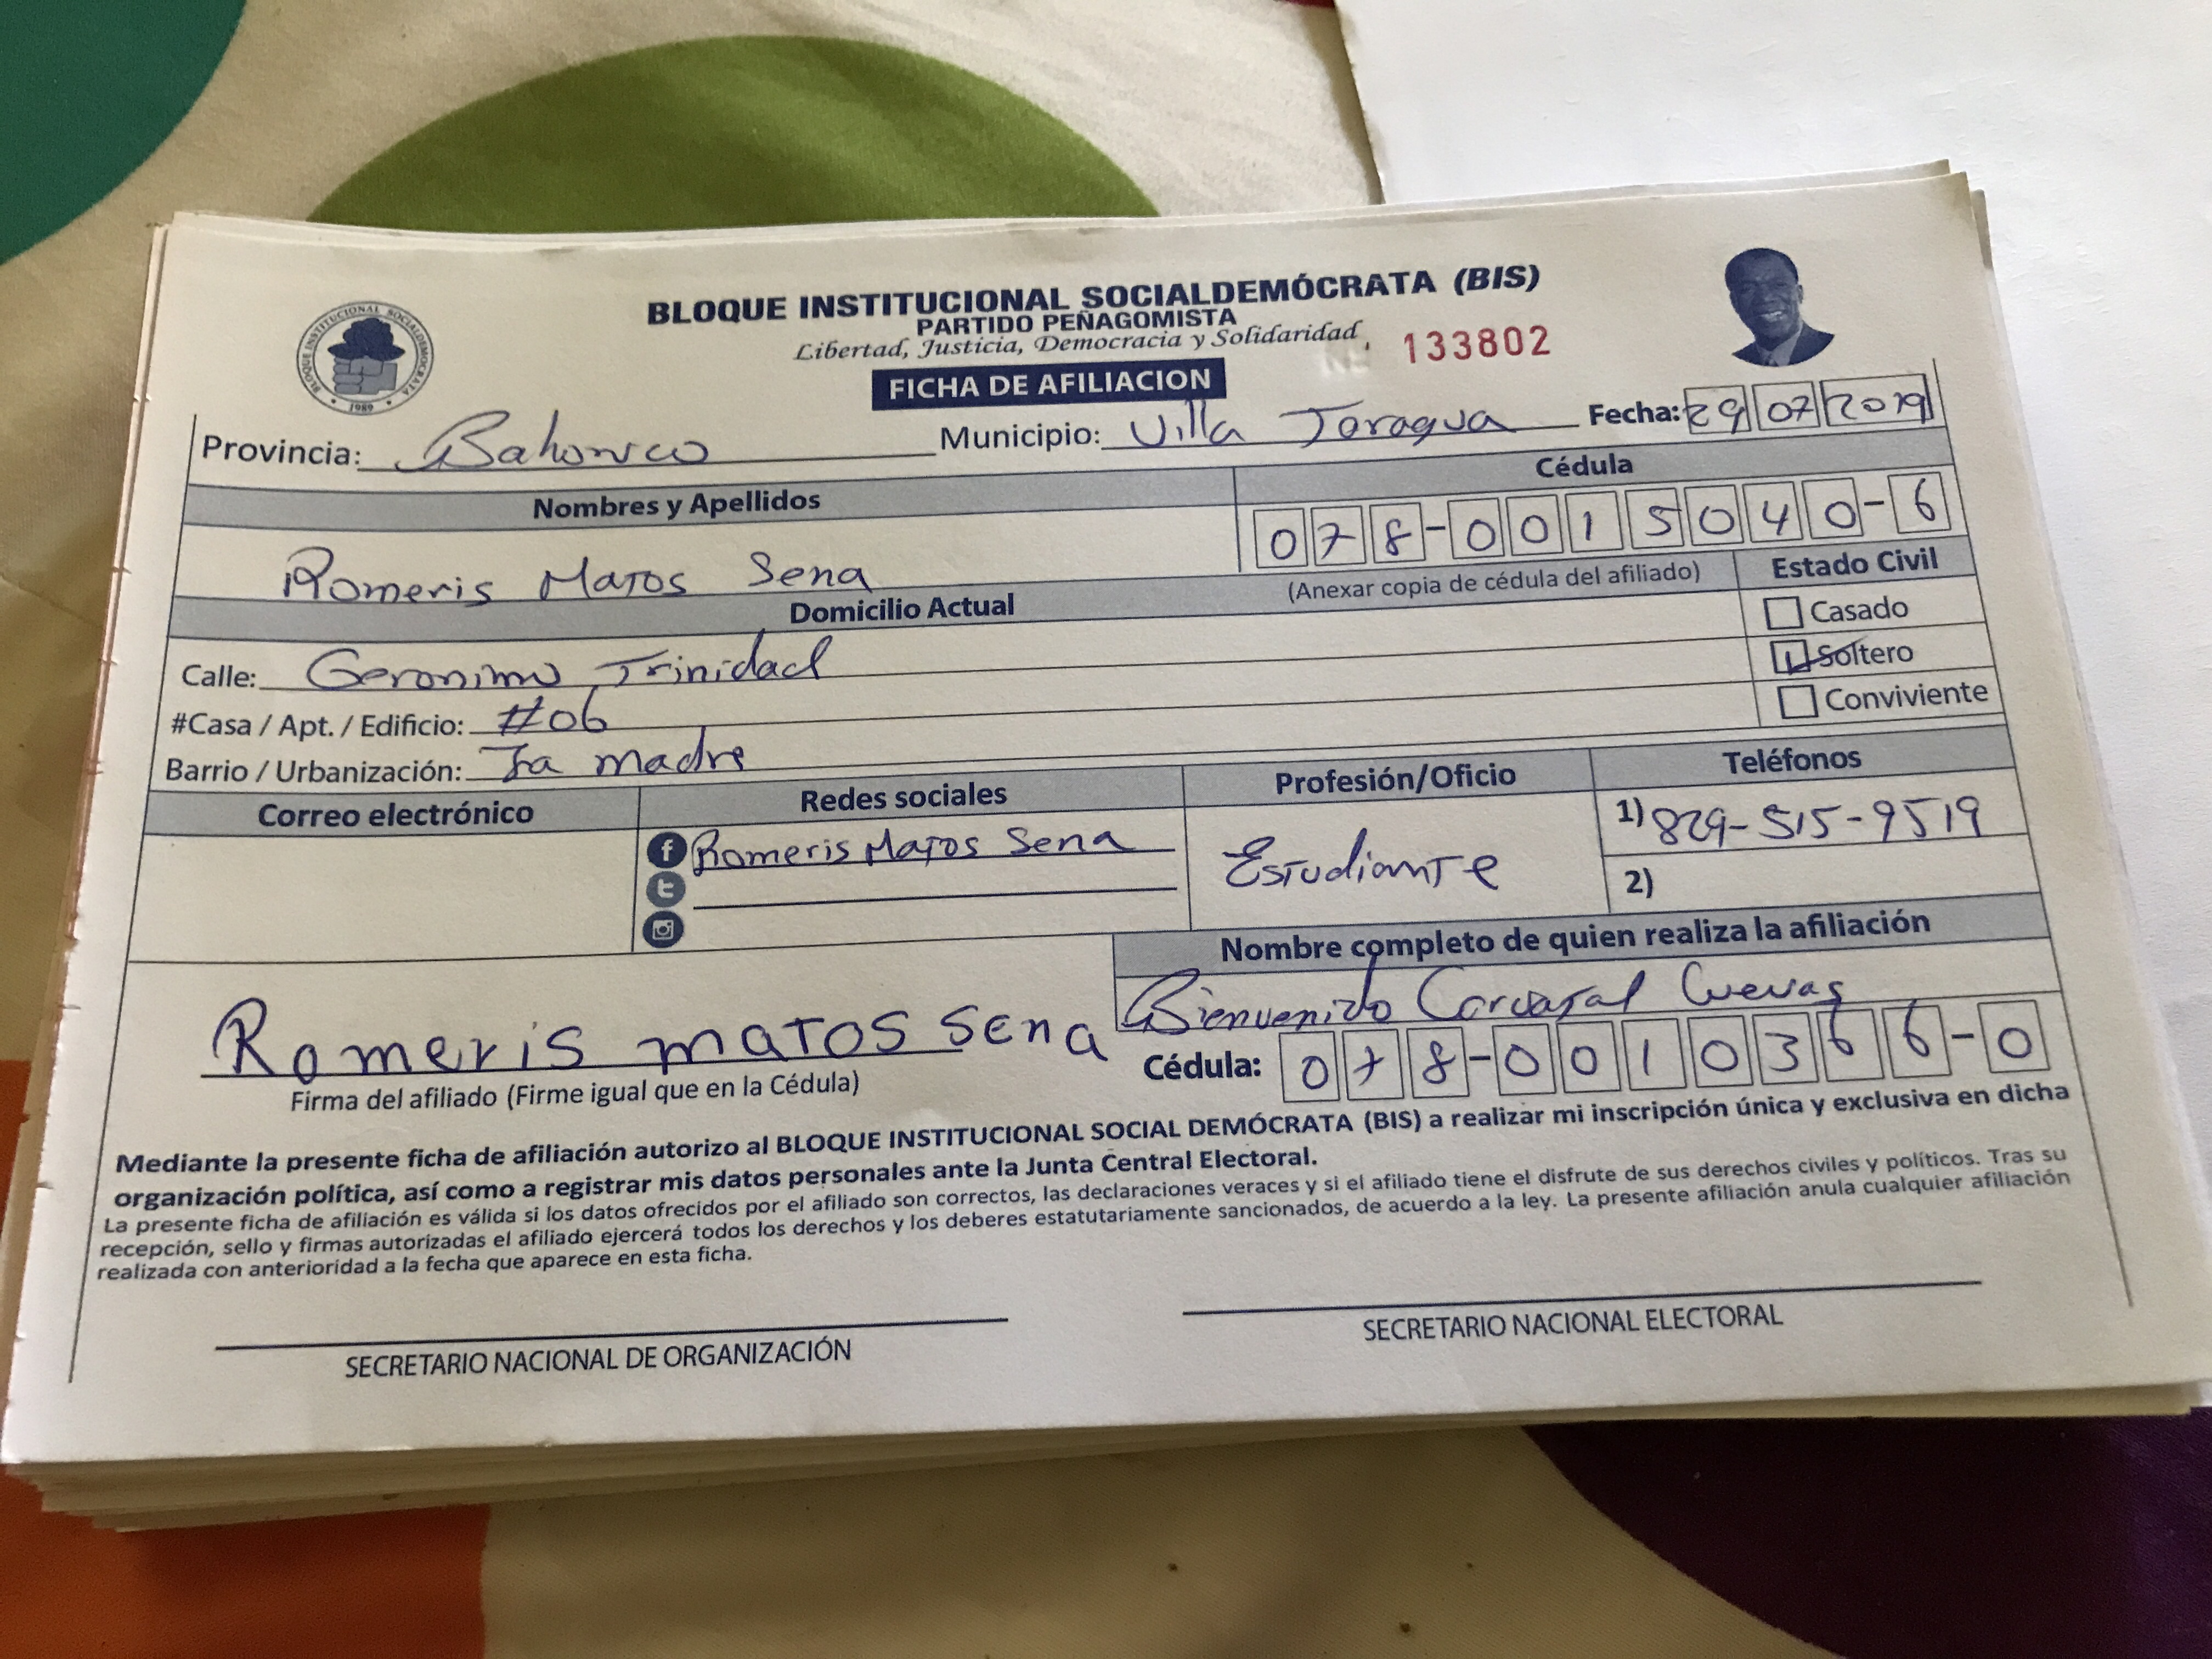 BLOQUE INSTITUCIONAL SOCIALDEMÓCRATA (BIS)
PARTIDO PEÑAGOMISTA
Libertad, Justicia, Democracia y Solidaridad
Nº 133802
BLOQUE INSTITUCIONAL SOCIALDEMOCRATA
1989
FICHA DE AFILIACION
Provincia: Bahoruco Municipio: Villa Jaragua Fecha: 29 07 2019
Nombres y Apellidos Cédula
Romeris Matos Sena 078-0015040-6
(Anexar copia de cédula del afiliado)
Domicilio Actual Estado Civil
Casado
Calle: Geronimo Trinidad Soltero
#Casa / Apt. / Edificio: #06 Conviviente
Barrio / Urbanización: La madre
Correo electrónico Redes sociales Profesión/Oficio Teléfonos
Romeris Matos Sena Estudiante 1) 829-515-9519
2)
Nombre completo de quien realiza la afiliación
Bienvenido Carvajal Cuevas
Romeris matos sena Cédula: 078-0010366-0
Firma del afiliado (Firme igual que en la Cédula)
Mediante la presente ficha de afiliación autorizo al BLOQUE INSTITUCIONAL SOCIAL DEMÓCRATA (BIS) a realizar mi inscripción única y exclusiva en dicha
organización política, así como a registrar mis datos personales ante la Junta Central Electoral.
La presente ficha de afiliación es válida si los datos ofrecidos por el afiliado son correctos, las declaraciones veraces y si el afiliado tiene el disfrute de sus derechos civiles y políticos. Tras su
recepción, sello y firmas autorizadas el afiliado ejercerá todos los derechos y los deberes estatutariamente sancionados, de acuerdo a la ley. La presente afiliación anula cualquier afiliación
realizada con anterioridad a la fecha que aparece en esta ficha.
SECRETARIO NACIONAL DE ORGANIZACIÓN SECRETARIO NACIONAL ELECTORAL